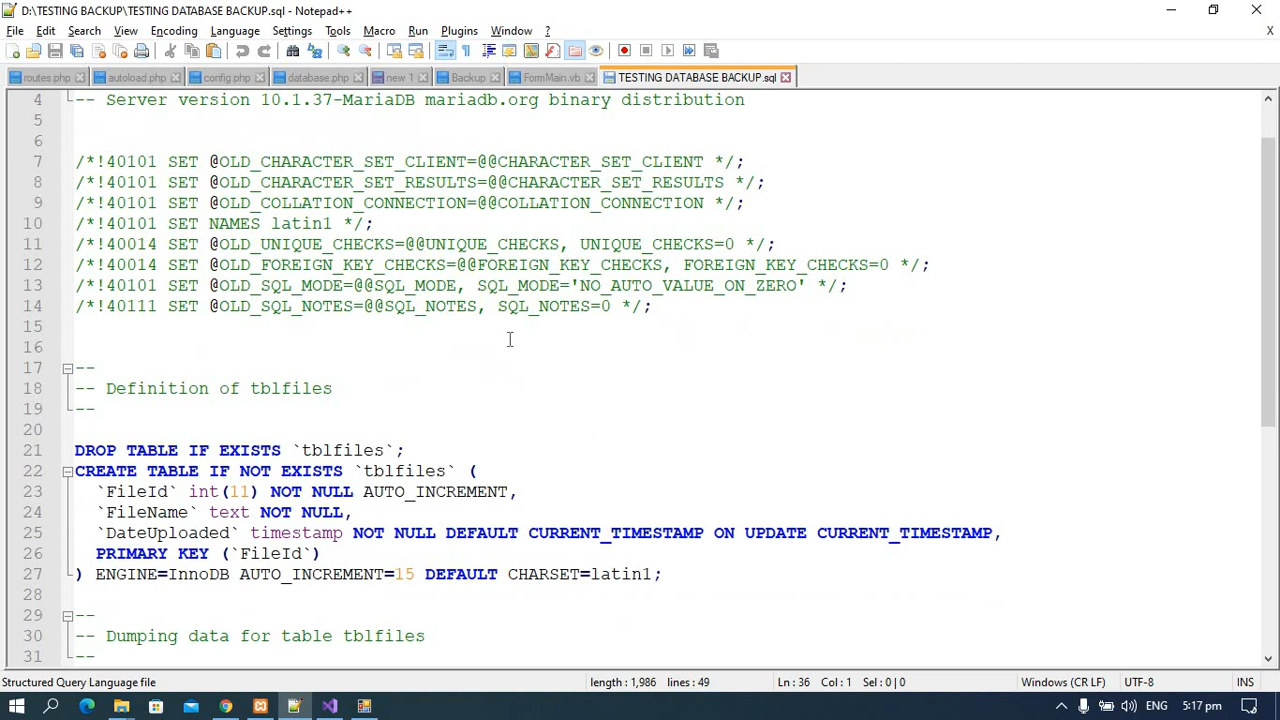 D:\TESTING BACKUP\TESTING DATABASE BACKUP.sql - Notepad++
File Edit Search View Encoding Language Settings Tools Macro Run Plugins Window ? X
routes.php autoload.php config.php database.php new 1 Backup FormMain.vb TESTING DATABASE BACKUP.sql
4 -- Server version 10.1.37-MariaDB mariadb.org binary distribution
5
6
7 /*!40101 SET @OLD_CHARACTER_SET_CLIENT=@@CHARACTER_SET_CLIENT */;
8 /*!40101 SET @OLD_CHARACTER_SET_RESULTS=@@CHARACTER_SET_RESULTS */;
9 /*!40101 SET @OLD_COLLATION_CONNECTION=@@COLLATION_CONNECTION */;
10 /*!40101 SET NAMES latin1 */;
11 /*!40014 SET @OLD_UNIQUE_CHECKS=@@UNIQUE_CHECKS, UNIQUE_CHECKS=0 */;
12 /*!40014 SET @OLD_FOREIGN_KEY_CHECKS=@@FOREIGN_KEY_CHECKS, FOREIGN_KEY_CHECKS=0 */;
13 /*!40101 SET @OLD_SQL_MODE=@@SQL_MODE, SQL_MODE='NO_AUTO_VALUE_ON_ZERO' */;
14 /*!40111 SET @OLD_SQL_NOTES=@@SQL_NOTES, SQL_NOTES=0 */;
15
16
17 --
18 -- Definition of tblfiles
19 --
20
21 DROP TABLE IF EXISTS `tblfiles`;
22 CREATE TABLE IF NOT EXISTS `tblfiles` (
23 `FileId` int(11) NOT NULL AUTO_INCREMENT,
24 `FileName` text NOT NULL,
25 `DateUploaded` timestamp NOT NULL DEFAULT CURRENT_TIMESTAMP ON UPDATE CURRENT_TIMESTAMP,
26 PRIMARY KEY (`FileId`)
27 ) ENGINE=InnoDB AUTO_INCREMENT=15 DEFAULT CHARSET=latin1;
28
29 --
30 -- Dumping data for table tblfiles
31 --
Structured Query Language file length : 1,986 lines : 49 Ln : 36 Col : 1 Sel : 0 | 0 Windows (CR LF) UTF-8 INS
ENG 5:17 pm